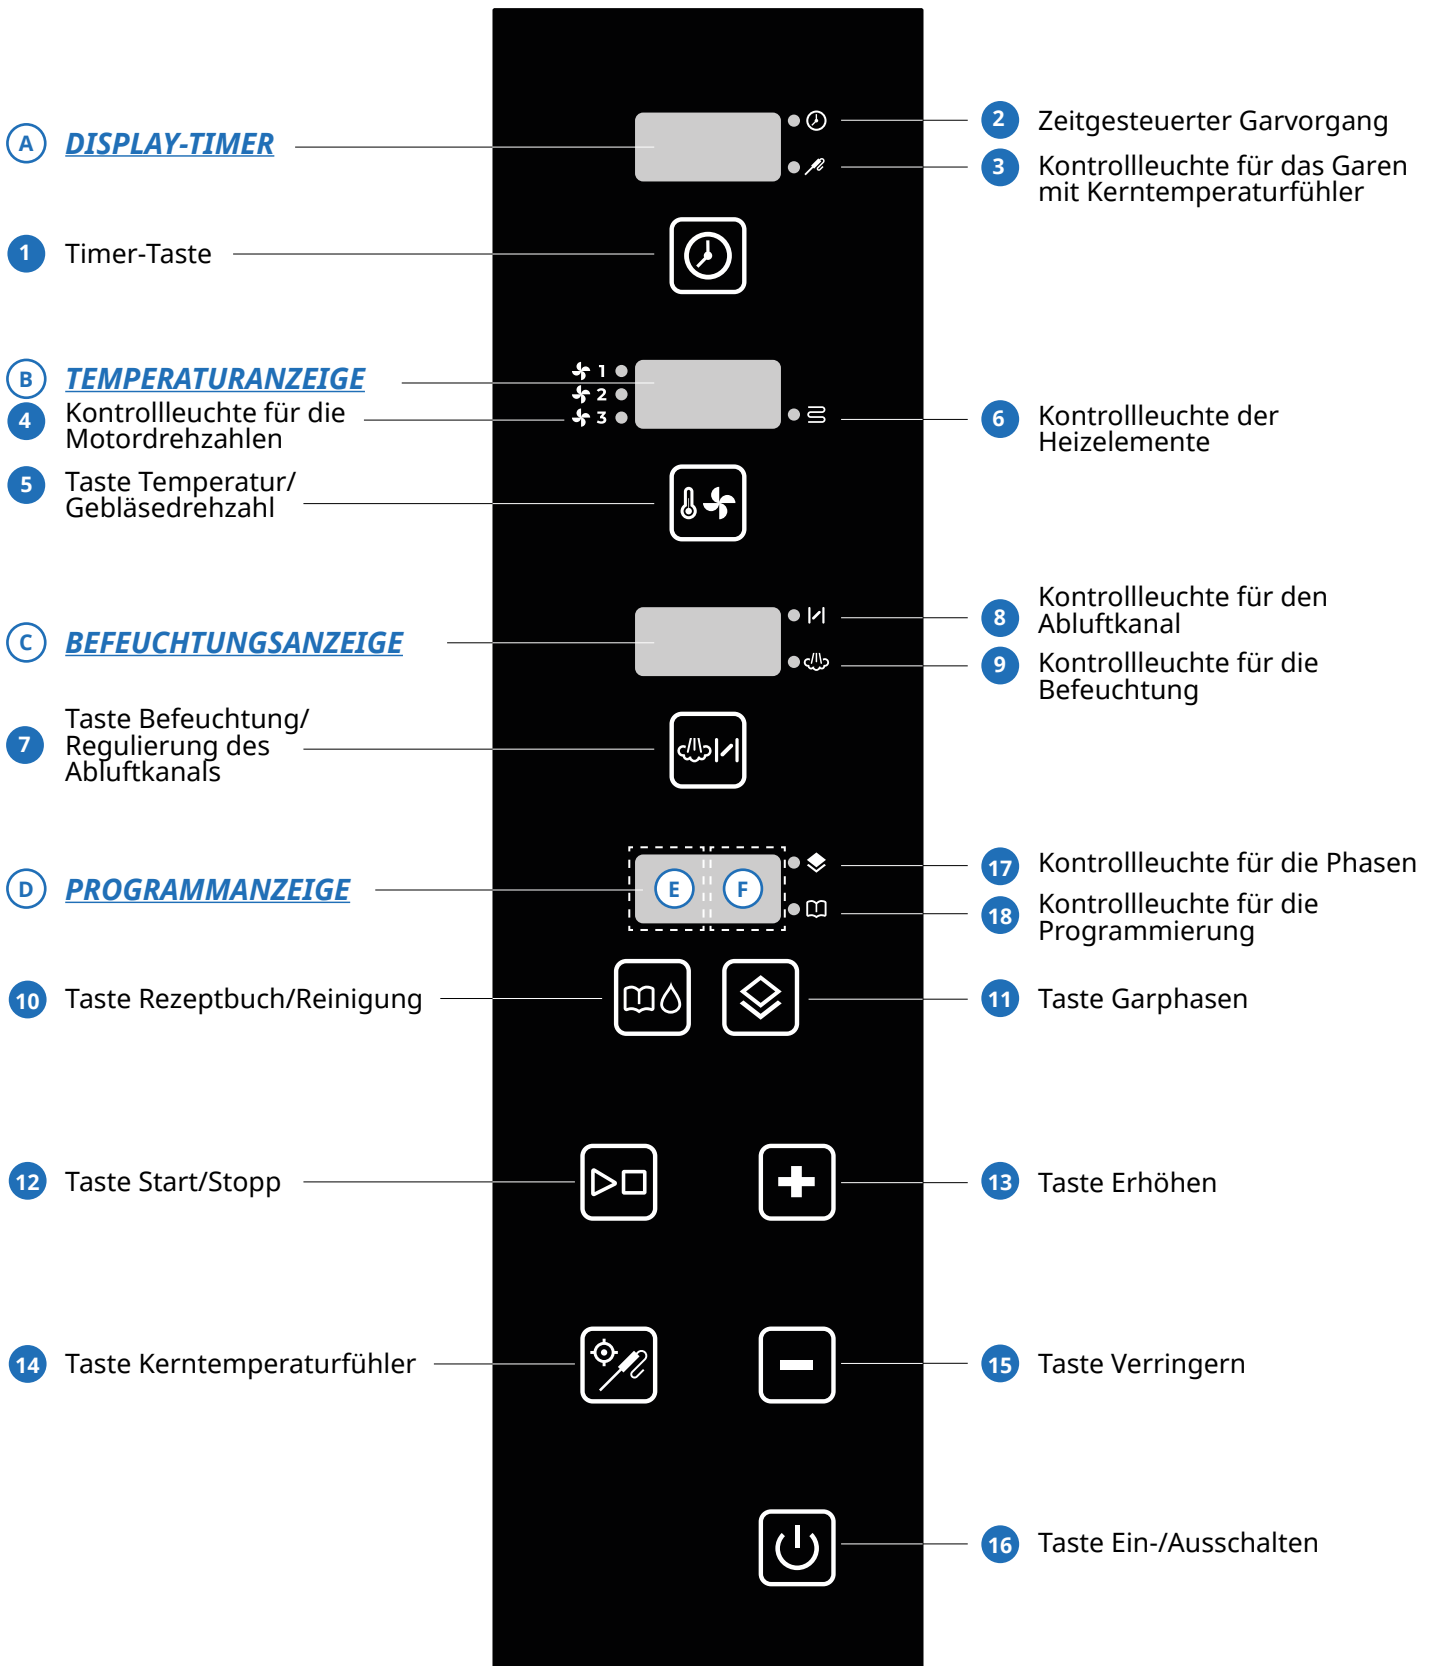 A DISPLAY-TIMER
2 Zeitgesteuerter Garvorgang
3 Kontrollleuchte für das Garen
mit Kerntemperaturfühler
1 Timer-Taste
B TEMPERATURANZEIGE
4 Kontrollleuchte für die
Motordrehzahlen
1
2
3
6 Kontrollleuchte der
Heizelemente
5 Taste Temperatur/
Gebläsedrehzahl
C BEFEUCHTUNGSANZEIGE
8 Kontrollleuchte für den
Abluftkanal
9 Kontrollleuchte für die
Befeuchtung
7 Taste Befeuchtung/
Regulierung des
Abluftkanals
D PROGRAMMANZEIGE
E F
17 Kontrollleuchte für die Phasen
18 Kontrollleuchte für die
Programmierung
10 Taste Rezeptbuch/Reinigung
11 Taste Garphasen
12 Taste Start/Stopp
13 Taste Erhöhen
14 Taste Kerntemperaturfühler
15 Taste Verringern
16 Taste Ein-/Ausschalten